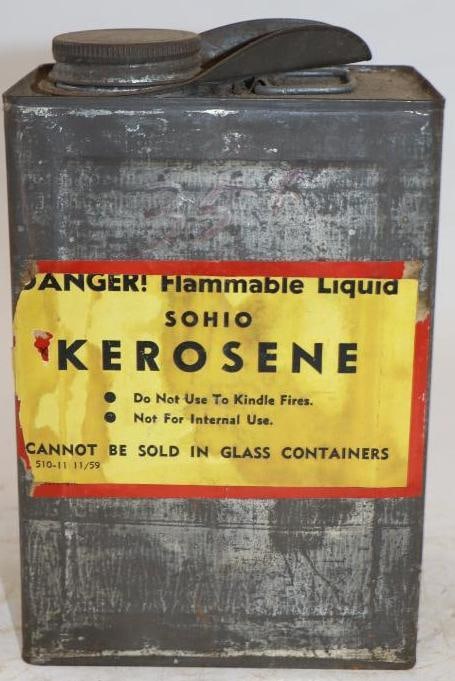 DANGER! Flammable Liquid
SOHIO
KEROSENE
● Do Not Use To Kindle Fires.
● Not For Internal Use.
CANNOT BE SOLD IN GLASS CONTAINERS
510-11 11/59